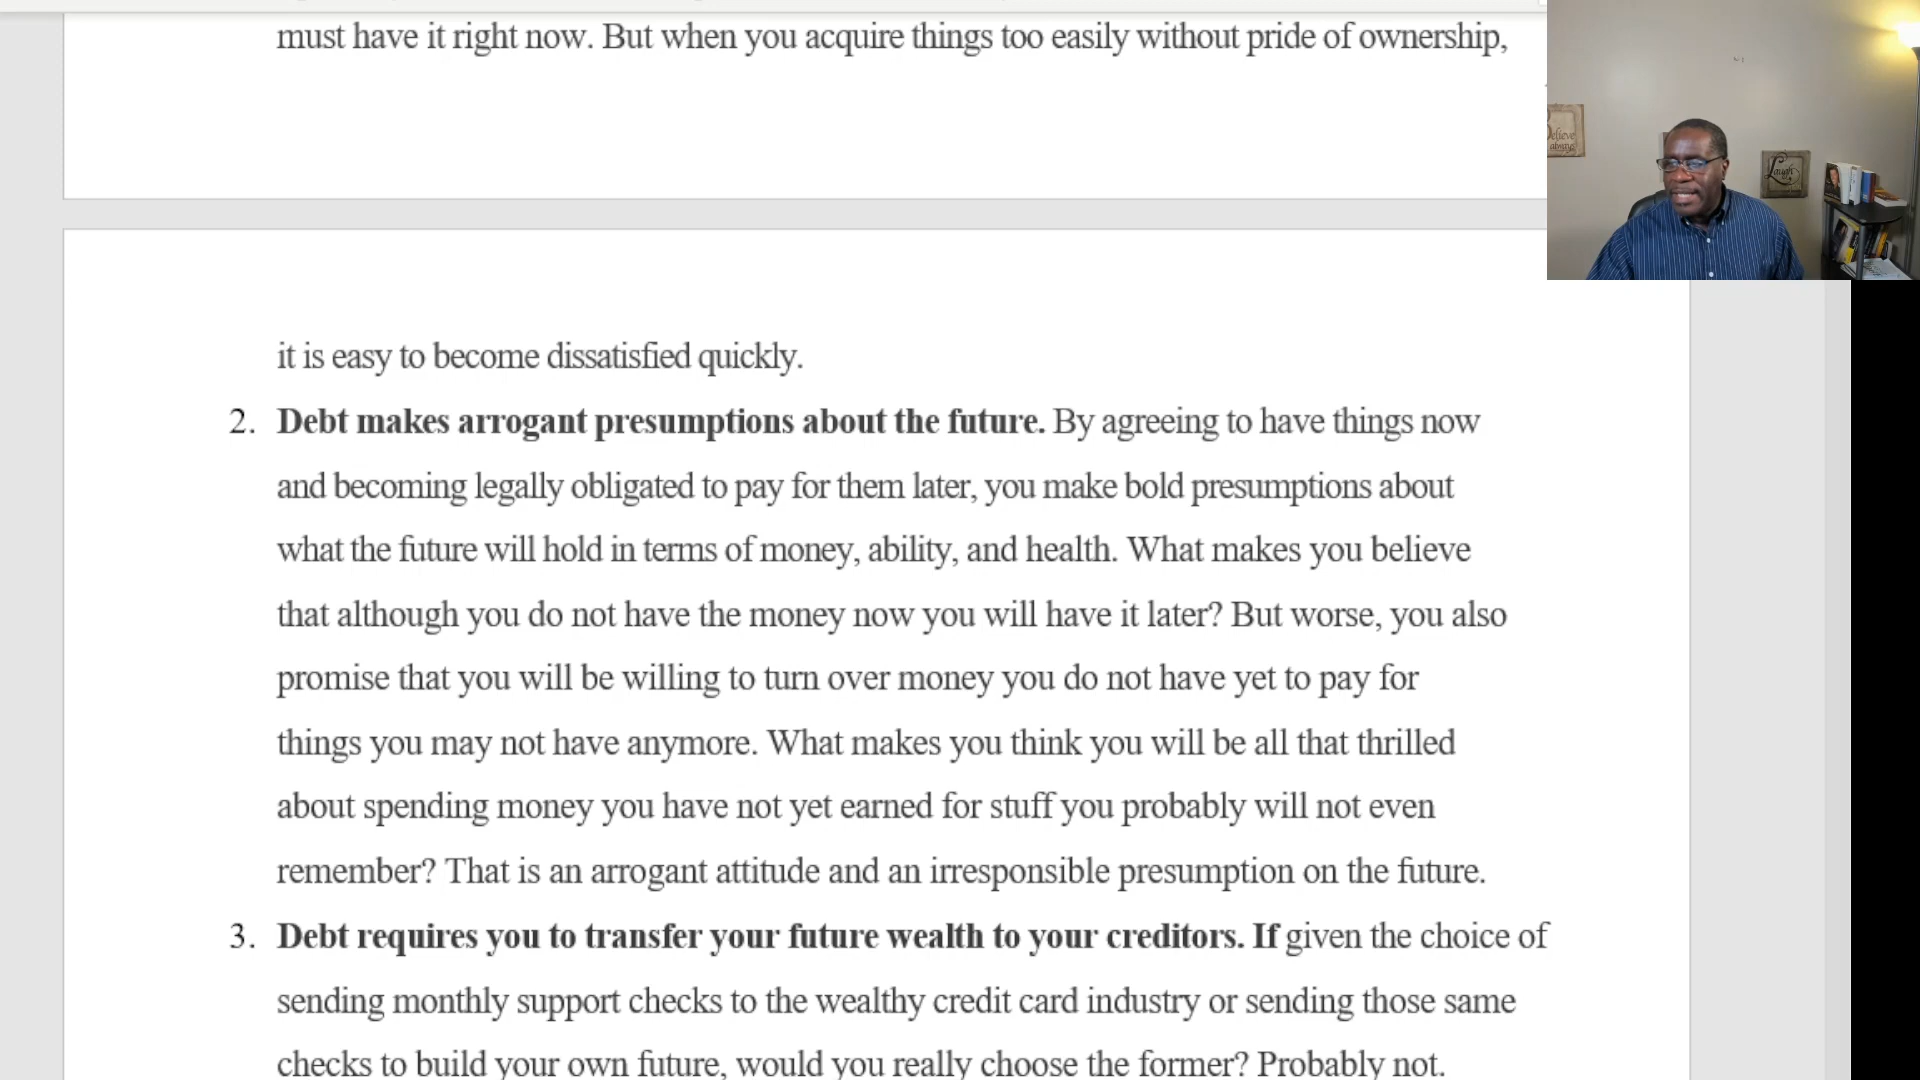 must have it right now. But when you acquire things too easily without pride of ownership,
it is easy to become dissatisfied quickly.
2. Debt makes arrogant presumptions about the future. By agreeing to have things now
and becoming legally obligated to pay for them later, you make bold presumptions about
what the future will hold in terms of money, ability, and health. What makes you believe
that although you do not have the money now you will have it later? But worse, you also
promise that you will be willing to turn over money you do not have yet to pay for
things you may not have anymore. What makes you think you will be all that thrilled
about spending money you have not yet earned for stuff you probably will not even
remember? That is an arrogant attitude and an irresponsible presumption on the future.
3. Debt requires you to transfer your future wealth to your creditors. If given the choice of
sending monthly support checks to the wealthy credit card industry or sending those same
checks to build your own future, would you really choose the former? Probably not.
Believe
always
Laugh